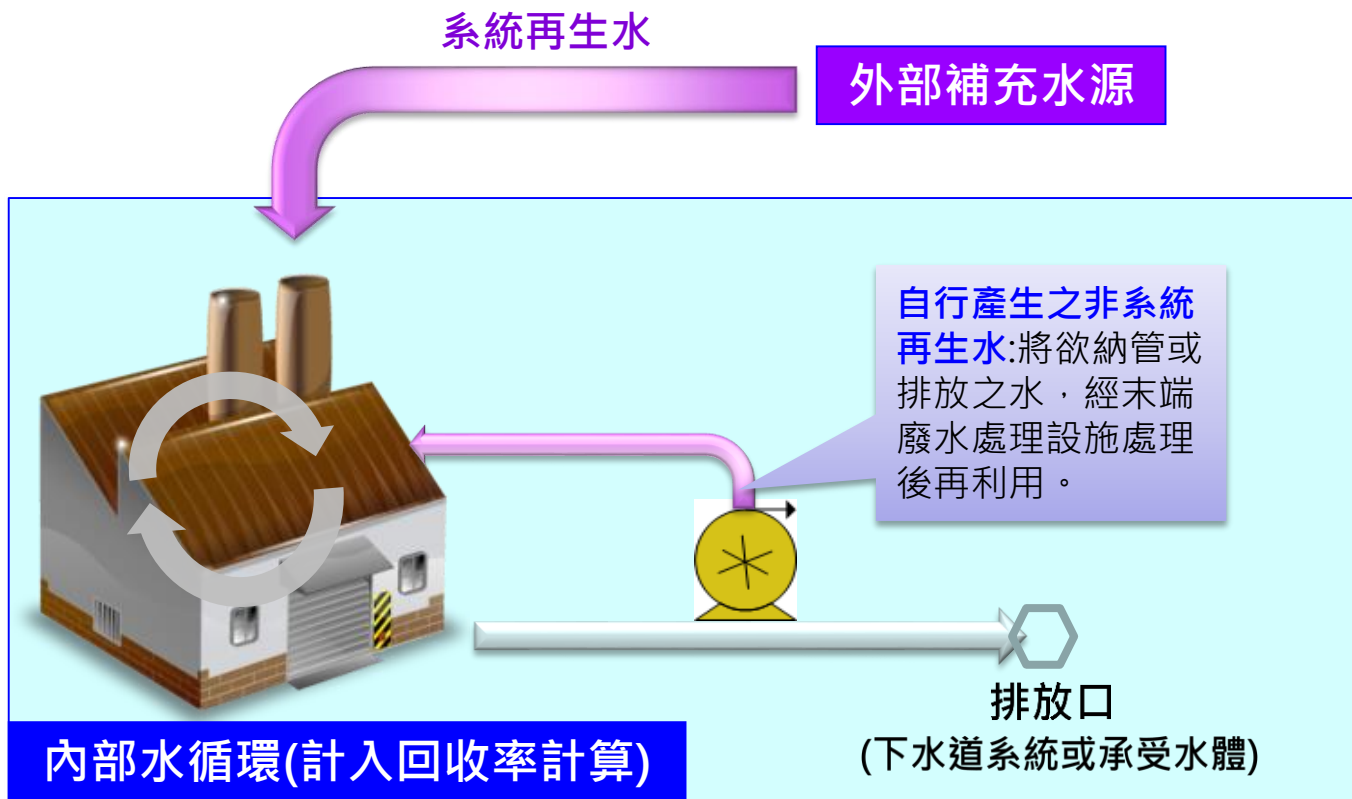 系統再生水
外部補充水源
自行產生之非系統
再生水:將欲納管或
排放之水，經末端
廢水處理設施處理
後再利用。
排放口
(下水道系統或承受水體)
內部水循環(計入回收率計算)